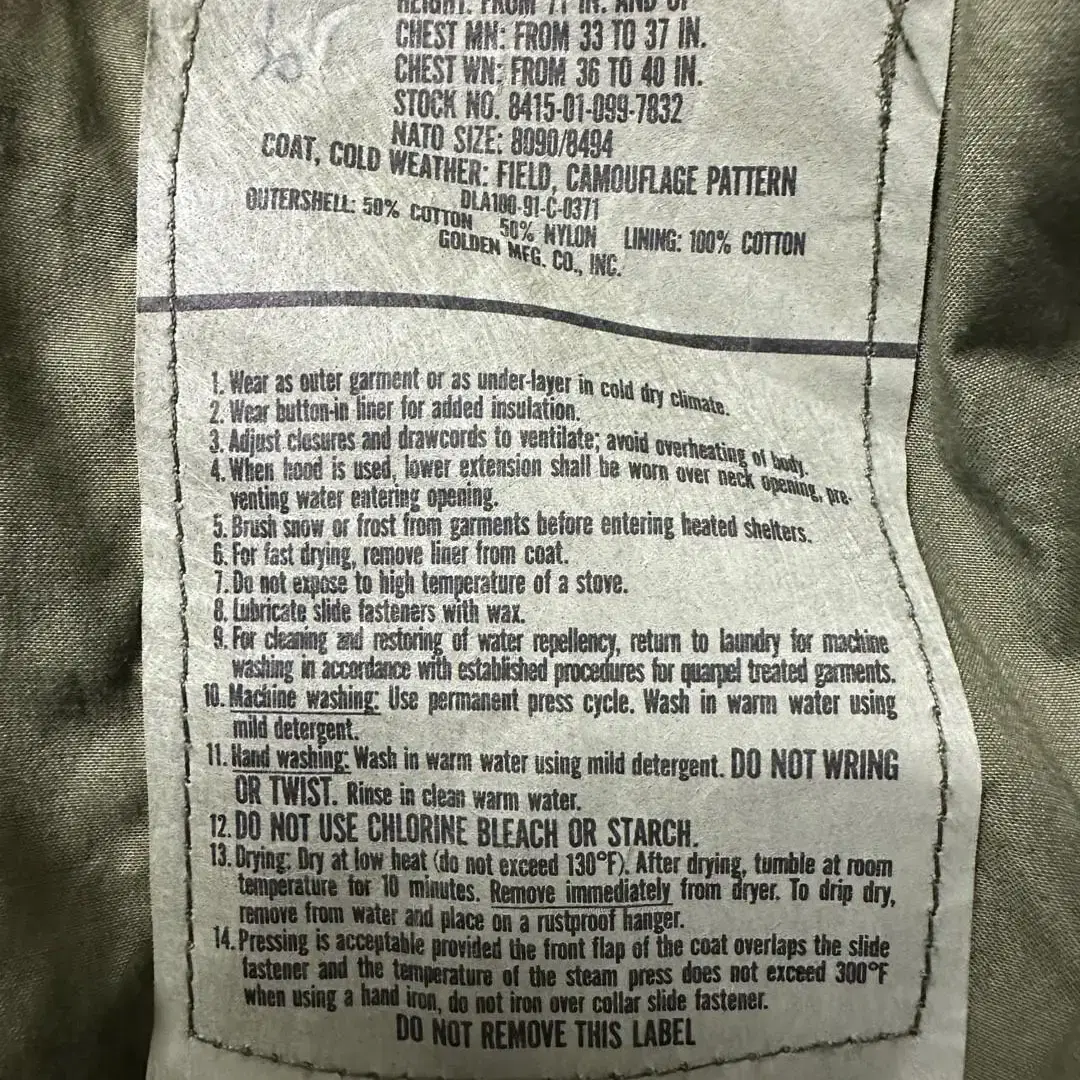 HEIGHT: FROM 71 IN. AND UP
CHEST MN: FROM 33 TO 37 IN.
CHEST WN: FROM 36 TO 40 IN.
STOCK NO. 8415-01-099-7832
NATO SIZE: 8090/8494
COAT, COLD WEATHER: FIELD, CAMOUFLAGE PATTERN
DLA100-91-C-0371
OUTERSHELL: 50% COTTON 50% NYLON LINING: 100% COTTON
GOLDEN MFG. CO., INC.
1. Wear as outer garment or as under-layer in cold dry climate.
2. Wear button-in liner for added insulation.
3. Adjust closures and drawcords to ventilate; avoid overheating of body.
4. When hood is used, lower extension shall be worn over neck opening, pre-
venting water entering opening.
5. Brush snow or frost from garments before entering heated shelters.
6. For fast drying, remove liner from coat.
7. Do not expose to high temperature of a stove.
8. Lubricate slide fasteners with wax.
9. For cleaning and restoring of water repellency, return to laundry for machine
washing in accordance with established procedures for quarpel treated garments.
10. Machine washing: Use permanent press cycle. Wash in warm water using
mild detergent.
11. Hand washing: Wash in warm water using mild detergent. DO NOT WRING
OR TWIST. Rinse in clean warm water.
12. DO NOT USE CHLORINE BLEACH OR STARCH.
13. Drying: Dry at low heat (do not exceed 130°F). After drying, tumble at room
temperature for 10 minutes. Remove immediately from dryer. To drip dry,
remove from water and place on a rustproof hanger.
14. Pressing is acceptable provided the front flap of the coat overlaps the slide
fastener and the temperature of the steam press does not exceed 300°F
when using a hand iron, do not iron over collar slide fastener.
DO NOT REMOVE THIS LABEL